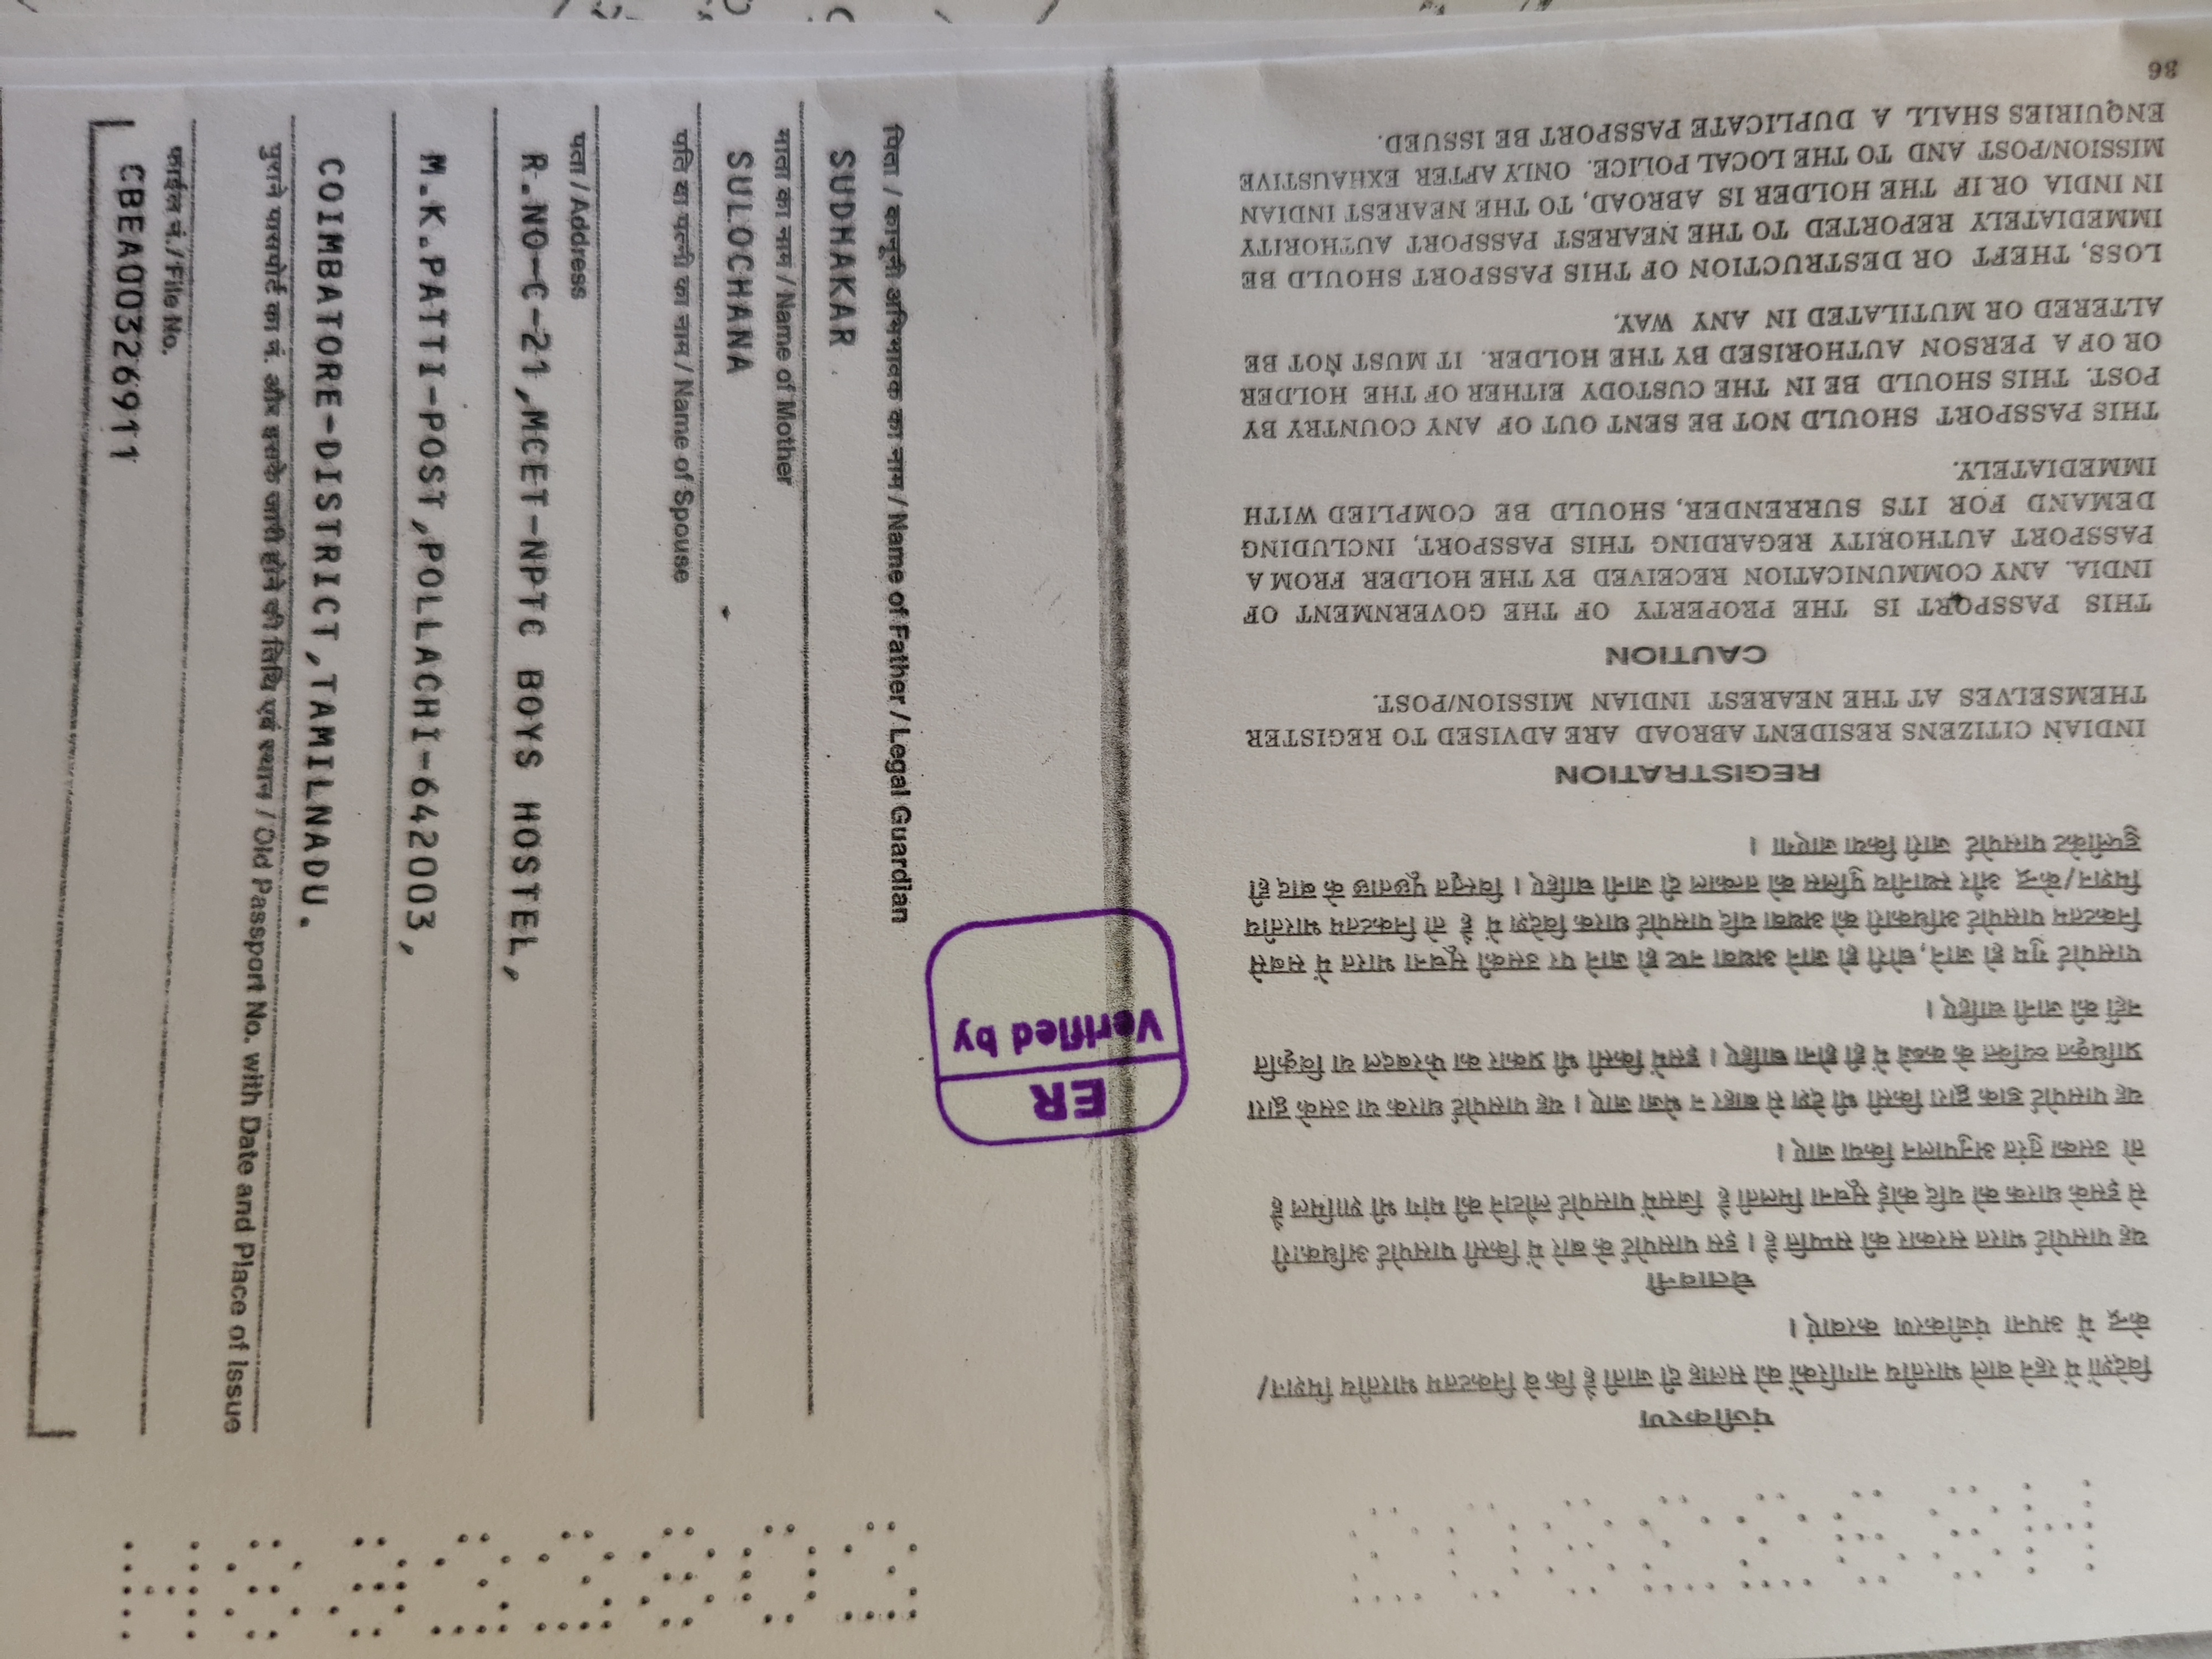 पिता / कानूनी अभिभावक का नाम / Name of Father / Legal Guardian
SUDHAKAR
माता का नाम / Name of Mother
SULOCHANA
पति या पत्नी का नाम / Name of Spouse
पता / Address
R.NO-C-21,MCET-NPTC BOYS HOSTEL,
M.K.PATTI-POST,POLLACHI-642003,
COIMBATORE-DISTRICT,TAMILNADU.
पुराने पासपोर्ट का नं. और इसके जारी होने की तिथि एवं स्थान / Old Passport No. with Date and Place of Issue
फाईल नं. / File No.
CBEA00326911
ER
Verified by
पंजीकरण
विदेशों में रहने वाले भारतीय नागरिकों को सलाह दी जाती है कि वे निकटतम भारतीय मिशन/
केन्द्र में अपना पंजीकरण करवाएं।
चेतावनी
यह पासपोर्ट भारत सरकार की सम्पत्ति है। इस पासपोर्ट के बारे में किसी पासपोर्ट अधिकारी
से इसके धारक को यदि कोई सूचना मिलती है जिसमें पासपोर्ट लौटाने की मांग भी शामिल है
तो उसका तुरंत अनुपालन किया जाए।
यह पासपोर्ट डाक द्वारा किसी भी देश से बाहर न भेजा जाए। यह पासपोर्ट धारक या उसके द्वारा
प्राधिकृत व्यक्ति के कब्जे में ही होना चाहिए। इसमें किसी भी प्रकार का फेरबदल या विकृति
नहीं की जानी चाहिए।
पासपोर्ट गुम हो जाने, चोरी हो जाने अथवा नष्ट हो जाने पर उसकी सूचना भारत में सबसे
निकटतम पासपोर्ट अधिकारी को अथवा यदि पासपोर्ट धारक विदेश में है तो निकटतम भारतीय
मिशन/केन्द्र और स्थानीय पुलिस को तत्काल दी जानी चाहिए। विस्तृत पूछताछ के बाद ही
डुप्लीकेट पासपोर्ट जारी किया जाएगा।
REGISTRATION
INDIAN CITIZENS RESIDENT ABROAD ARE ADVISED TO REGISTER
THEMSELVES AT THE NEAREST INDIAN MISSION/POST.
CAUTION
THIS PASSPORT IS THE PROPERTY OF THE GOVERNMENT OF
INDIA. ANY COMMUNICATION RECEIVED BY THE HOLDER FROM A
PASSPORT AUTHORITY REGARDING THIS PASSPORT, INCLUDING
DEMAND FOR ITS SURRENDER, SHOULD BE COMPLIED WITH
IMMEDIATELY.
THIS PASSPORT SHOULD NOT BE SENT OUT OF ANY COUNTRY BY
POST. THIS SHOULD BE IN THE CUSTODY EITHER OF THE HOLDER
OR OF A PERSON AUTHORISED BY THE HOLDER. IT MUST NOT BE
ALTERED OR MUTILATED IN ANY WAY.
LOSS, THEFT OR DESTRUCTION OF THIS PASSPORT SHOULD BE
IMMEDIATELY REPORTED TO THE NEAREST PASSPORT AUTHORITY
IN INDIA OR IF THE HOLDER IS ABROAD, TO THE NEAREST INDIAN
MISSION/POST AND TO THE LOCAL POLICE. ONLY AFTER EXHAUSTIVE
ENQUIRIES SHALL A DUPLICATE PASSPORT BE ISSUED.
36